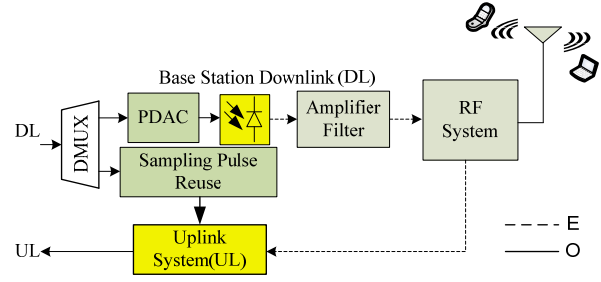 Base Station Downlink (DL)
DL
DMUX
PDAC
Amplifier
Filter
RF
System
Sampling Pulse
Reuse
UL
Uplink
System(UL)
E
O